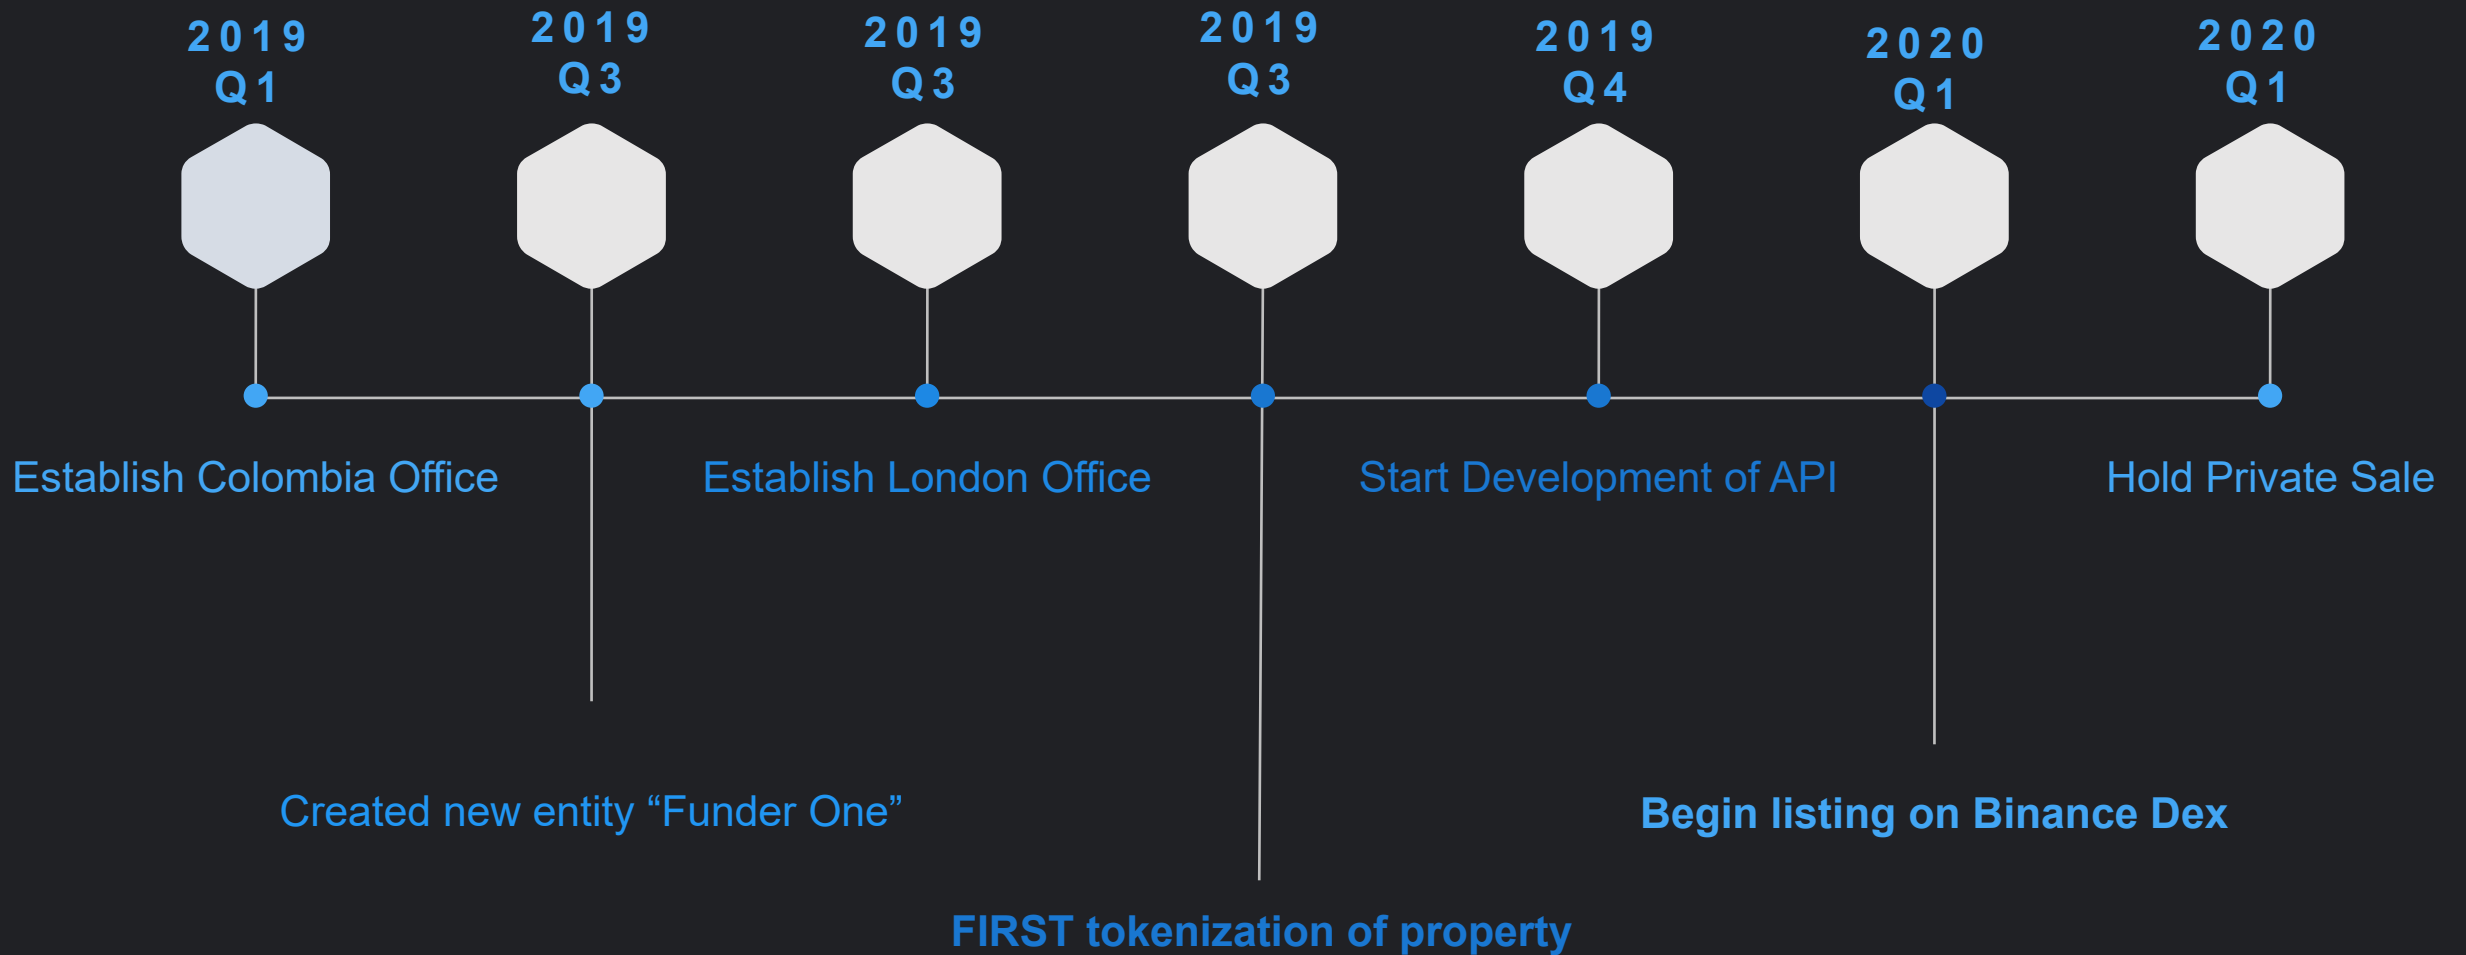 2019
Q1
2019
Q3
2019
Q3
2019
Q3
2019
Q4
2020
Q1
2020
Q1
Establish Colombia Office
Establish London Office
Start Development of API
Hold Private Sale
Created new entity “Funder One”
Begin listing on Binance Dex
FIRST tokenization of property